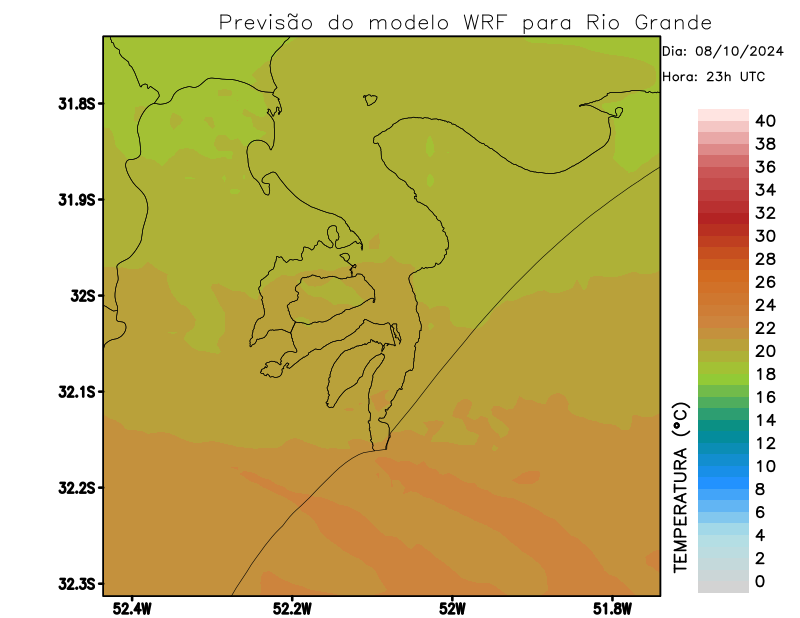 Previsão do modelo WRF para Rio Grande
Dia: 08/10/2024
Hora: 23h UTC
31.8S
31.9S
32S
32.1S
32.2S
32.3S
52.4W
52.2W
52W
51.8W
40
38
36
34
32
30
28
26
24
22
20
18
16
14
12
10
8
6
4
2
0
TEMPERATURA (°C)